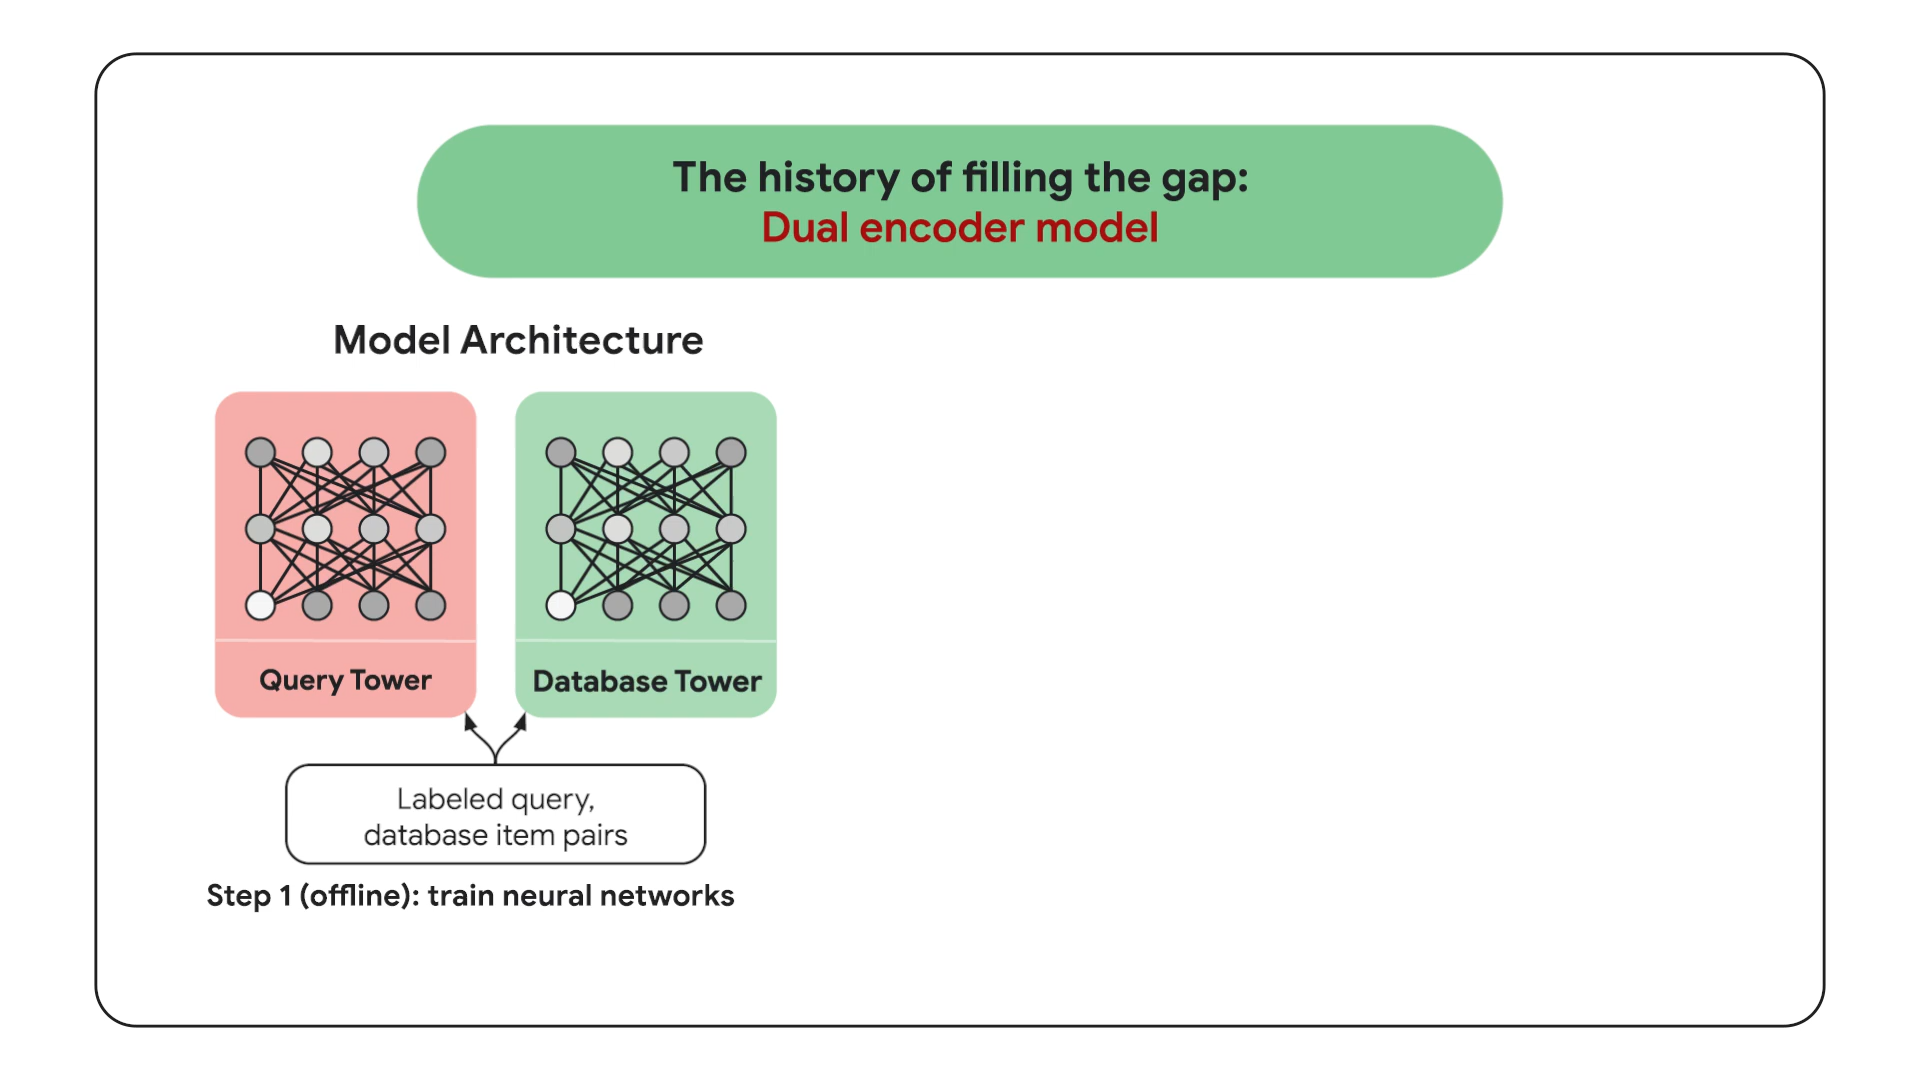 The history of filling the gap:
Dual encoder model
Model Architecture
Query Tower
Database Tower
Labeled query,
database item pairs
Step 1 (offline): train neural networks